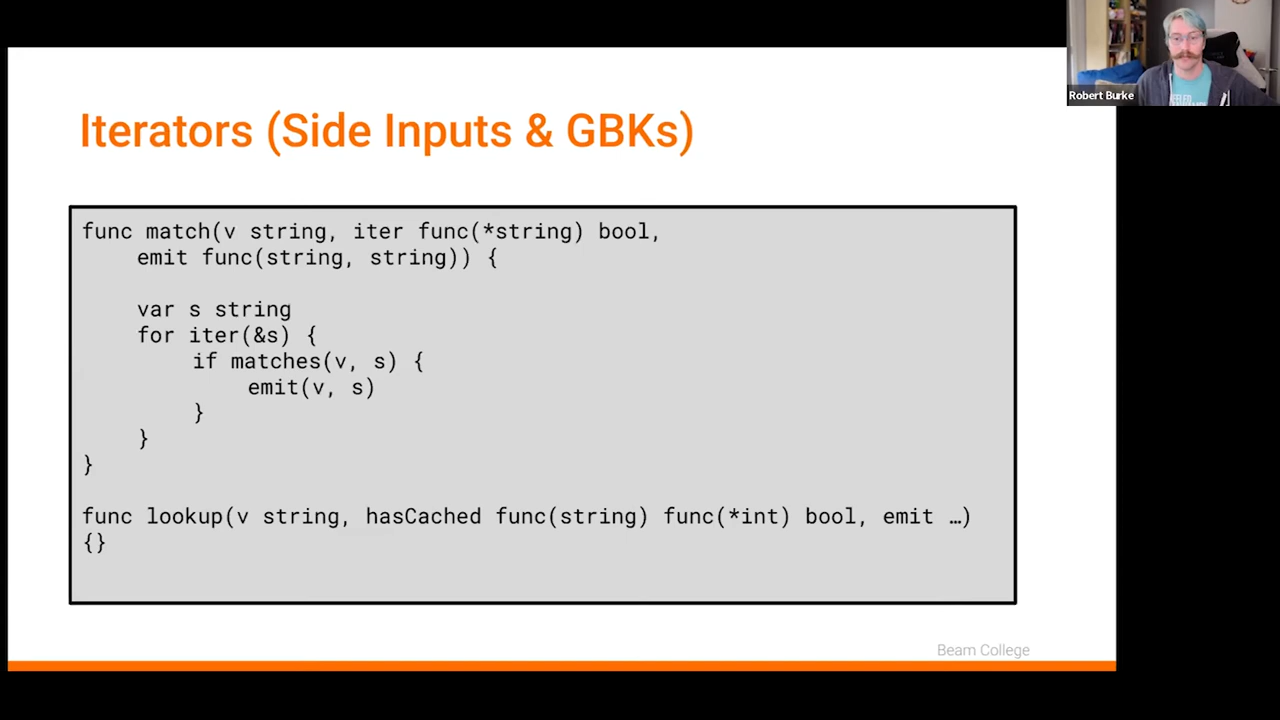 Robert Burke
Iterators (Side Inputs & GBKs)
func match(v string, iter func(*string) bool,
emit func(string, string)) {
var s string
for iter(&s) {
if matches(v, s) {
emit(v, s)
}
}
}
func lookup(v string, hasCached func(string) func(*int) bool, emit …)
{}
Beam College